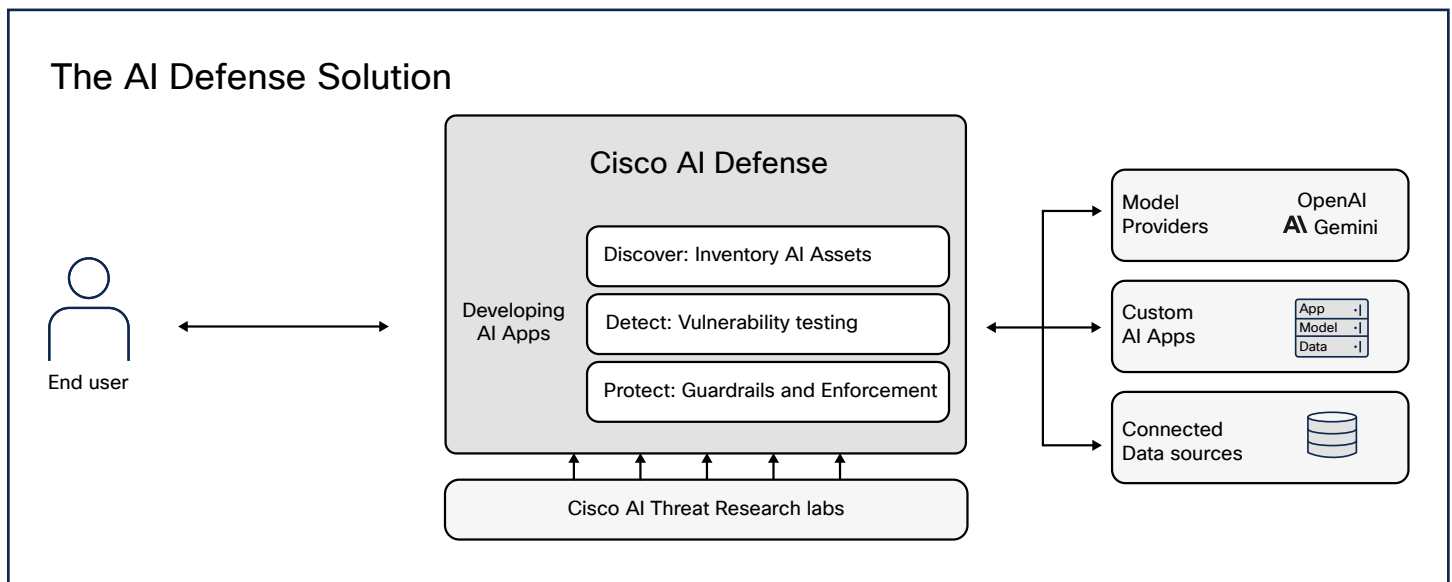 The AI Defense Solution
Cisco AI Defense
Developing
AI Apps
Discover: Inventory AI Assets
Detect: Vulnerability testing
Protect: Guardrails and Enforcement
Cisco AI Threat Research labs
End user
Model
Providers
OpenAI
AI Gemini
Custom
AI Apps
App
Model
Data
Connected
Data sources